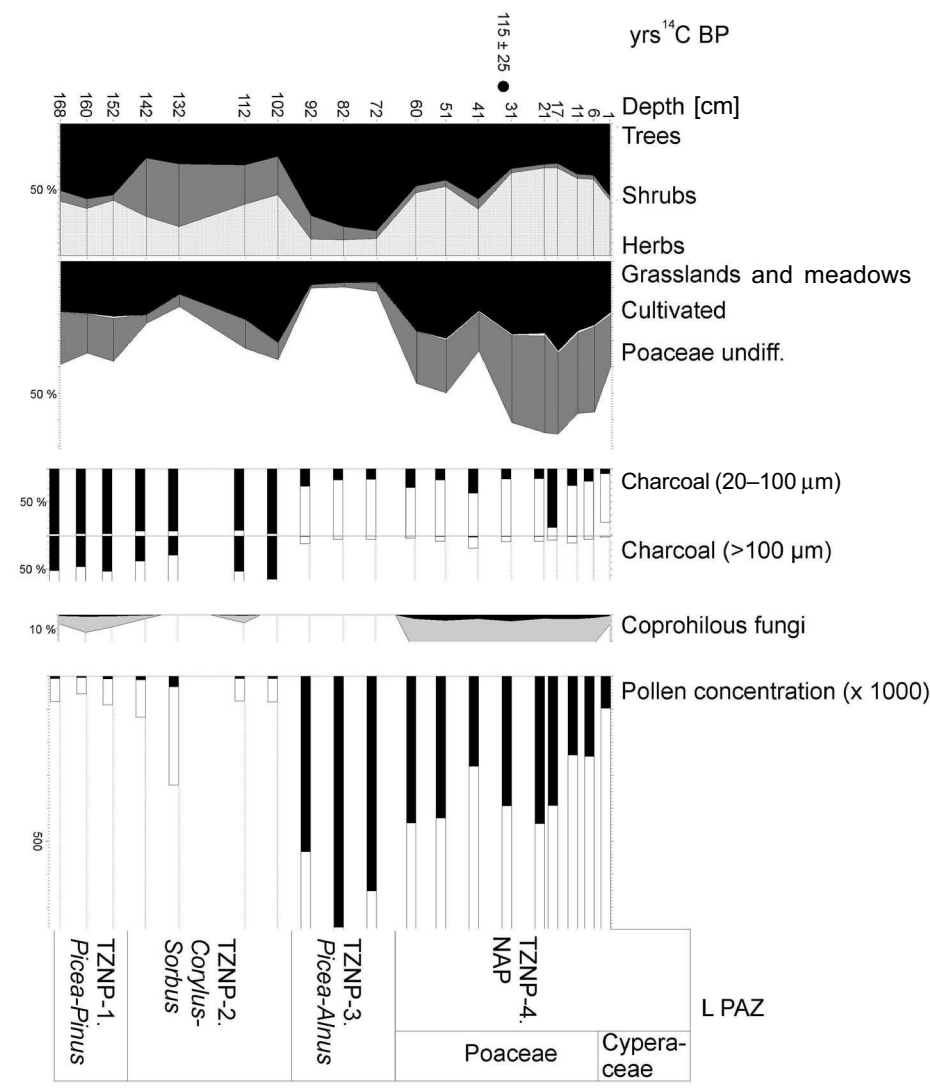 115 ± 25
yrs ¹⁴C BP
168 160 152 142 132 112 102 92 82 72 60 51 41 31 21 17 11 6 1
Depth [cm]
Trees
50 %
Shrubs
Herbs
Grasslands and meadows
Cultivated
Poaceae undiff.
50 %
Charcoal (20–100 µm)
50 %
Charcoal (>100 µm)
50 %
Coprohilous fungi
10 %
Pollen concentration (x 1000)
500
TZNP-1.
Picea-Pinus
TZNP-2.
Corylus-
Sorbus
TZNP-3.
Picea-Alnus
TZNP-4.
NAP
L PAZ
Poaceae
Cypera-
ceae